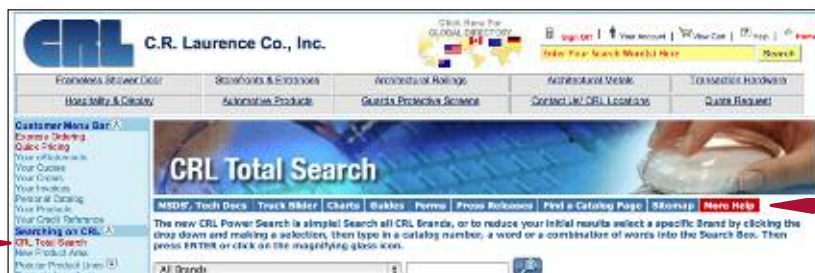 Click Here For
GLOBAL DIRECTORY
Sign Off | Your Account | View Cart | Help | Home
CRL C.R. Laurence Co., Inc.
Enter Your Search Word(s) Here Search
Frameless Shower Door Storefronts & Entrances Architectural Railings Architectural Metals Transaction Hardware
Hospitality & Display Automotive Products Guarda Protective Screens Contact Us/ CRL Locations Quote Request
Customer Menu Bar
Express Ordering
Quick Pricing
Your eStatements
Your Quotes
Your Orders
Your Invoices
Personal Catalog
Your Products
Your Credit Reference
Searching on CRL
CRL Total Search
New Product Area
Popular Product Lines
CRL Total Search
MSDS', Tech Docs | Truck Slider | Charts | Guides | Forms | Press Releases | Find a Catalog Page | Sitemap | More Help
The new CRL Power Search is simple! Search all CRL Brands, or to reduce your initial results select a specific Brand by clicking the
drop down and making a selection, then type in a catalog number, a word or a combination of words into the Search Box. Then
press ENTER or click on the magnifying glass icon.
All Brands